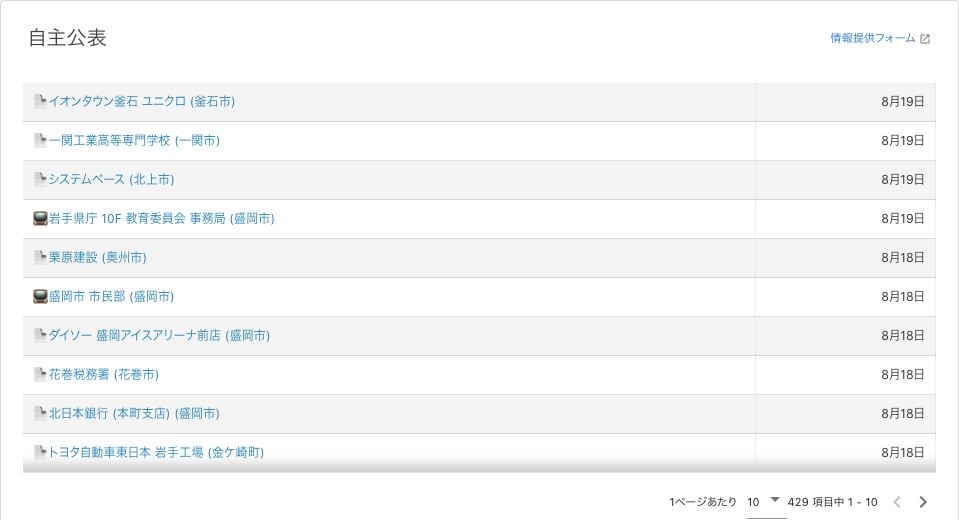 自主公表
情報提供フォーム
イオンタウン釜石 ユニクロ (釜石市) 8月19日
一関工業高等専門学校 (一関市) 8月19日
システムベース (北上市) 8月19日
岩手県庁 10F 教育委員会 事務局 (盛岡市) 8月19日
栗原建設 (奥州市) 8月18日
盛岡市 市民部 (盛岡市) 8月18日
ダイソー 盛岡アイスアリーナ前店 (盛岡市) 8月18日
花巻税務署 (花巻市) 8月18日
北日本銀行 (本町支店) (盛岡市) 8月18日
トヨタ自動車東日本 岩手工場 (金ケ崎町) 8月18日
1ページあたり 10 429 項目中 1 - 10